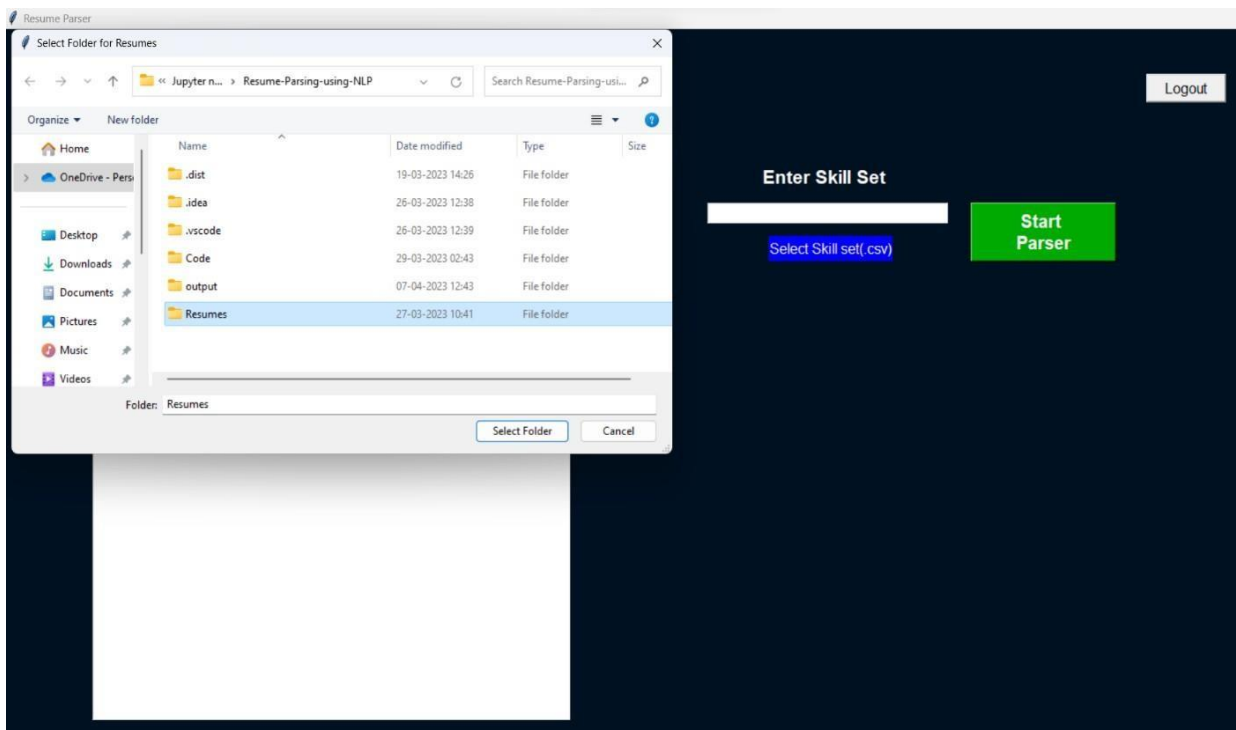 Resume Parser
Select Folder for Resumes
« Jupyter n... › Resume-Parsing-using-NLP
Search Resume-Parsing-usi...
Logout
Organize
New folder
Name Date modified Type Size
Home
OneDrive - Pers
Desktop
Downloads
Documents
Pictures
Music
Videos
.dist 19-03-2023 14:26 File folder
.idea 26-03-2023 12:38 File folder
.vscode 26-03-2023 12:39 File folder
Code 29-03-2023 02:43 File folder
output 07-04-2023 12:43 File folder
Resumes 27-03-2023 10:41 File folder
Folder: Resumes
Select Folder
Cancel
Enter Skill Set
Select Skill set(.csv)
Start
Parser